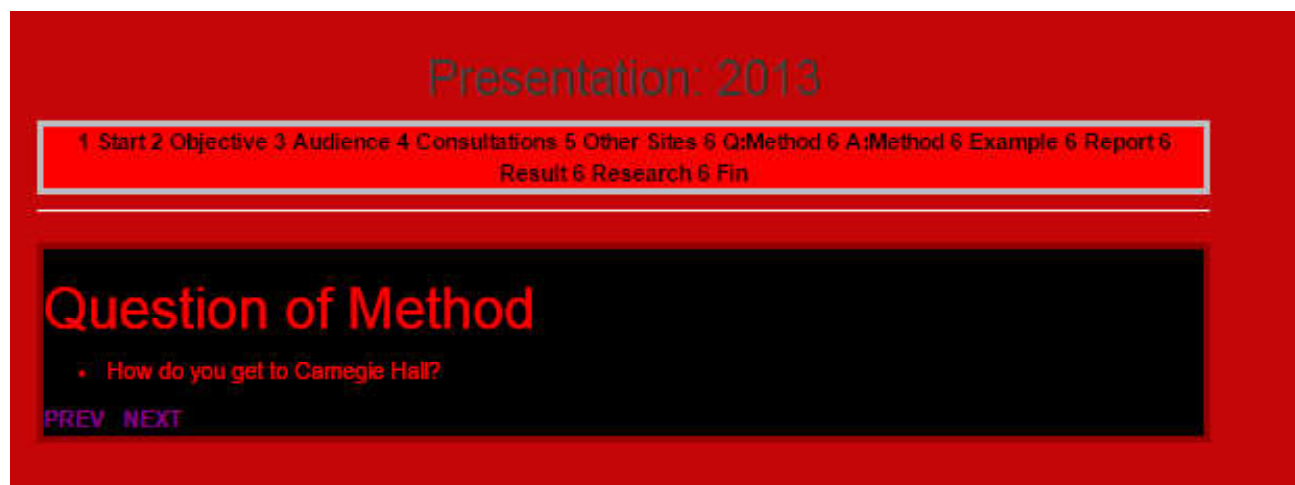 Presentation: 2013
1 Start 2 Objective 3 Audience 4 Consultations 5 Other Sites 6 Q:Method 6 A:Method 6 Example 6 Report 6
Result 6 Research 6 Fin
Question of Method
• How do you get to Carnegie Hall?
PREV NEXT